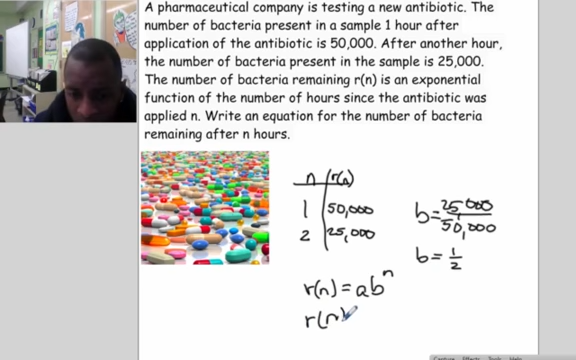 A pharmaceutical company is testing a new antibiotic. The
number of bacteria present in a sample 1 hour after
application of the antibiotic is 50,000. After another hour,
the number of bacteria present in the sample is 25,000.
The number of bacteria remaining r(n) is an exponential
function of the number of hours since the antibiotic was
applied n. Write an equation for the number of bacteria
remaining after n hours.
n r(n)
1 50,000
2 25,000
b = 25,000 / 50,000
b = 1/2
r(n) = ab^n
r(n)